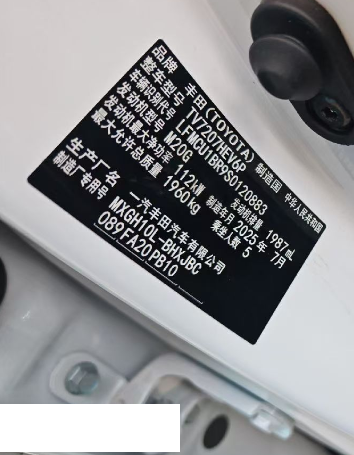 品牌 丰田(TOYOTA) 制造国 中华人民共和国
整车型号 TV7207HEV6P
车辆识别代号 LFMCU1BR9S0120883
发动机型号 M20G 发动机排量 1987mL
发动机最大净功率 112kW 制造年月 2025年 7月
最大允许总质量 1960kg 乘坐人数 5
生产厂名 一汽丰田汽车有限公司
制造厂专用号 MXGH10L-BHXJBC
089 FA20 PB10